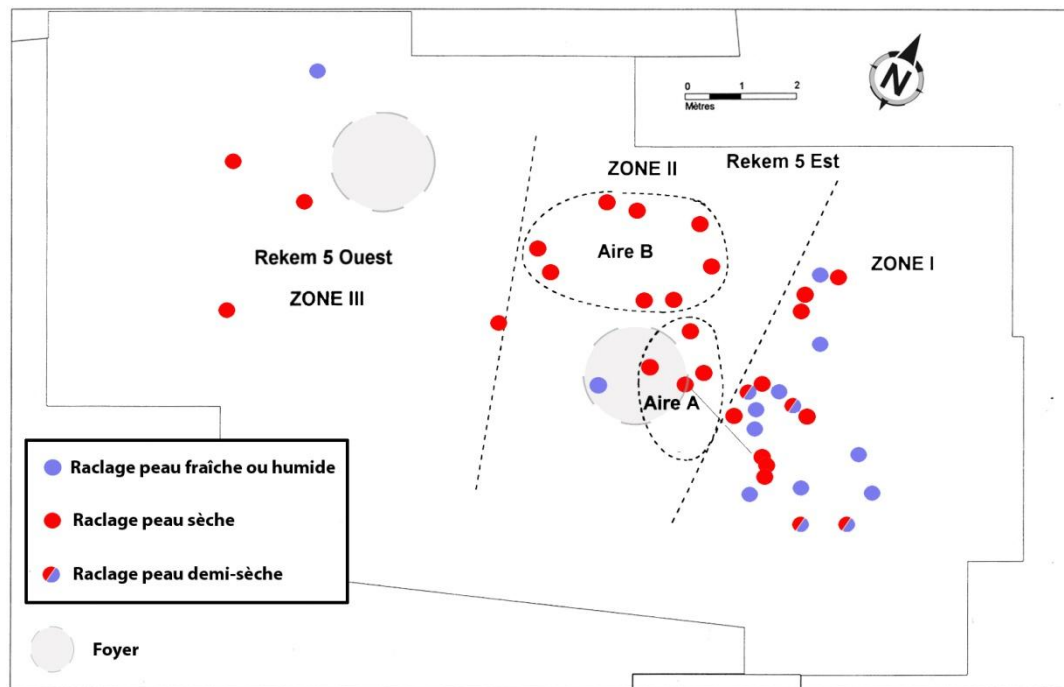 N
0 1 2
Mètres
ZONE II
Rekem 5 Est
Aire B
ZONE I
Rekem 5 Ouest
ZONE III
Aire A
Raclage peau fraîche ou humide
Raclage peau sèche
Raclage peau demi-sèche
Foyer